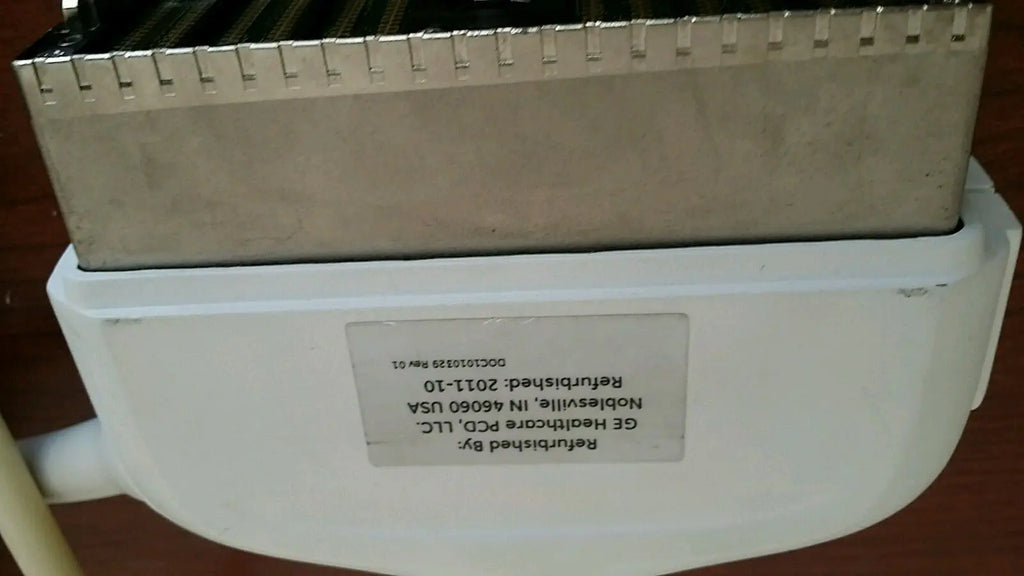 Refurbished By:
GE Healthcare PCD, LLC.
Noblesville, IN 46060 USA
Refurbished: 2011-10
DOC1010329 Rev 01